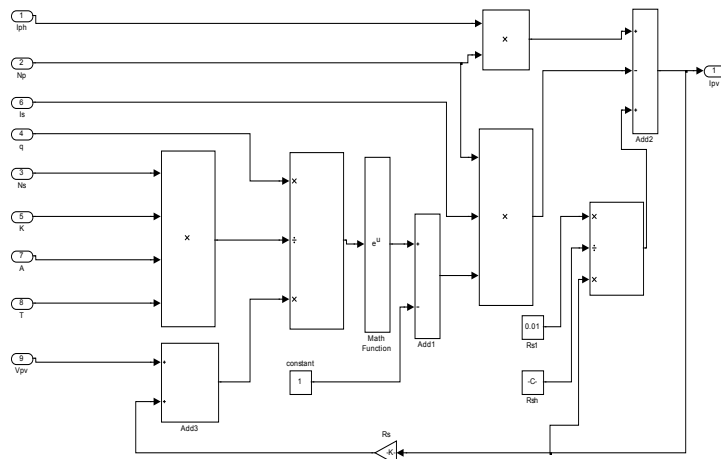 1
Iph
2
Np
6
Is
4
q
3
Ns
5
K
7
A
8
T
9
Vpv
×
+
+
Add3
×
÷
×
e^u
Math
Function
constant
1
+
-
Add1
×
×
0.01
Rs1
-C-
Rsh
×
÷
×
+
-
+
Add2
1
Ipv
Rs
-K-